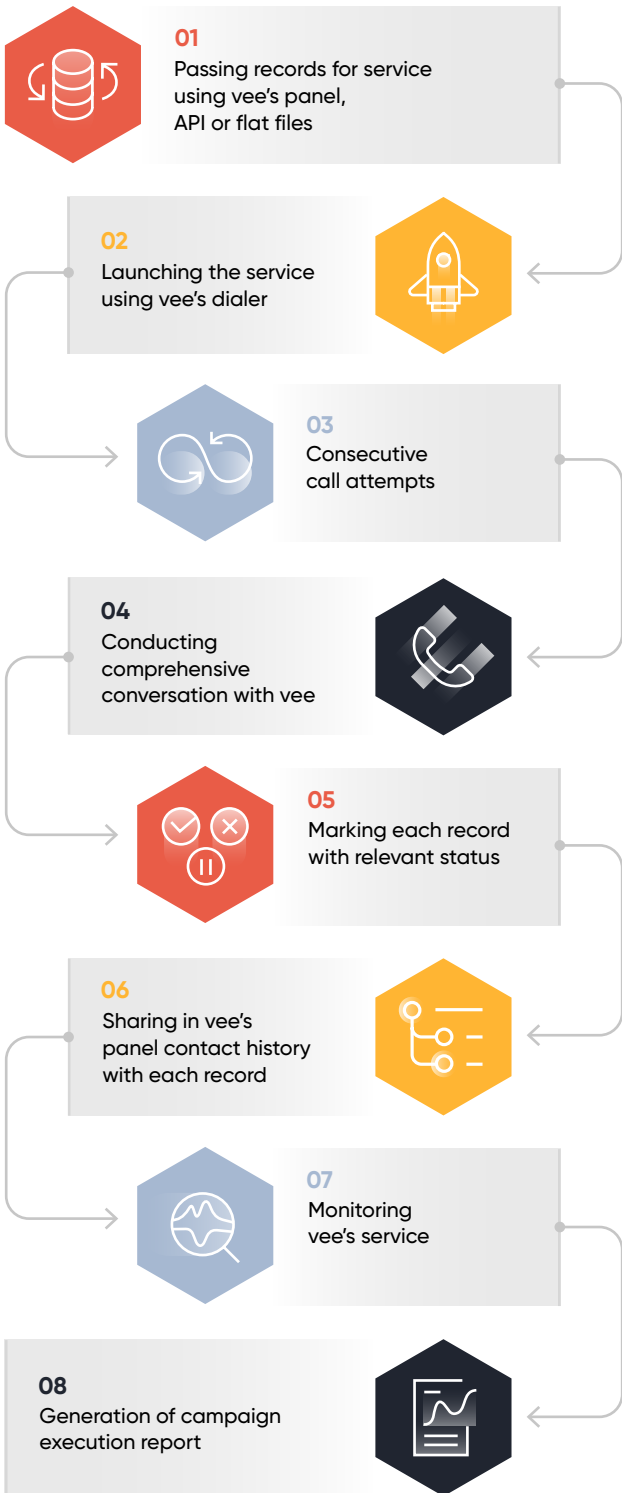 01
Passing records for service
using vee's panel,
API or flat files
02
Launching the service
using vee's dialer
03
Consecutive
call attempts
04
Conducting
comprehensive
conversation with vee
05
Marking each record
with relevant status
06
Sharing in vee's
panel contact history
with each record
07
Monitoring
vee's service
08
Generation of campaign
execution report